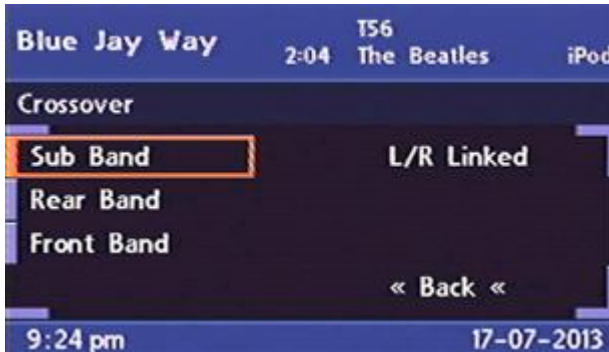 Blue Jay Way
T56
2:04 The Beatles iPod
Crossover
Sub Band L/R Linked
Rear Band
Front Band
« Back «
9:24 pm 17-07-2013